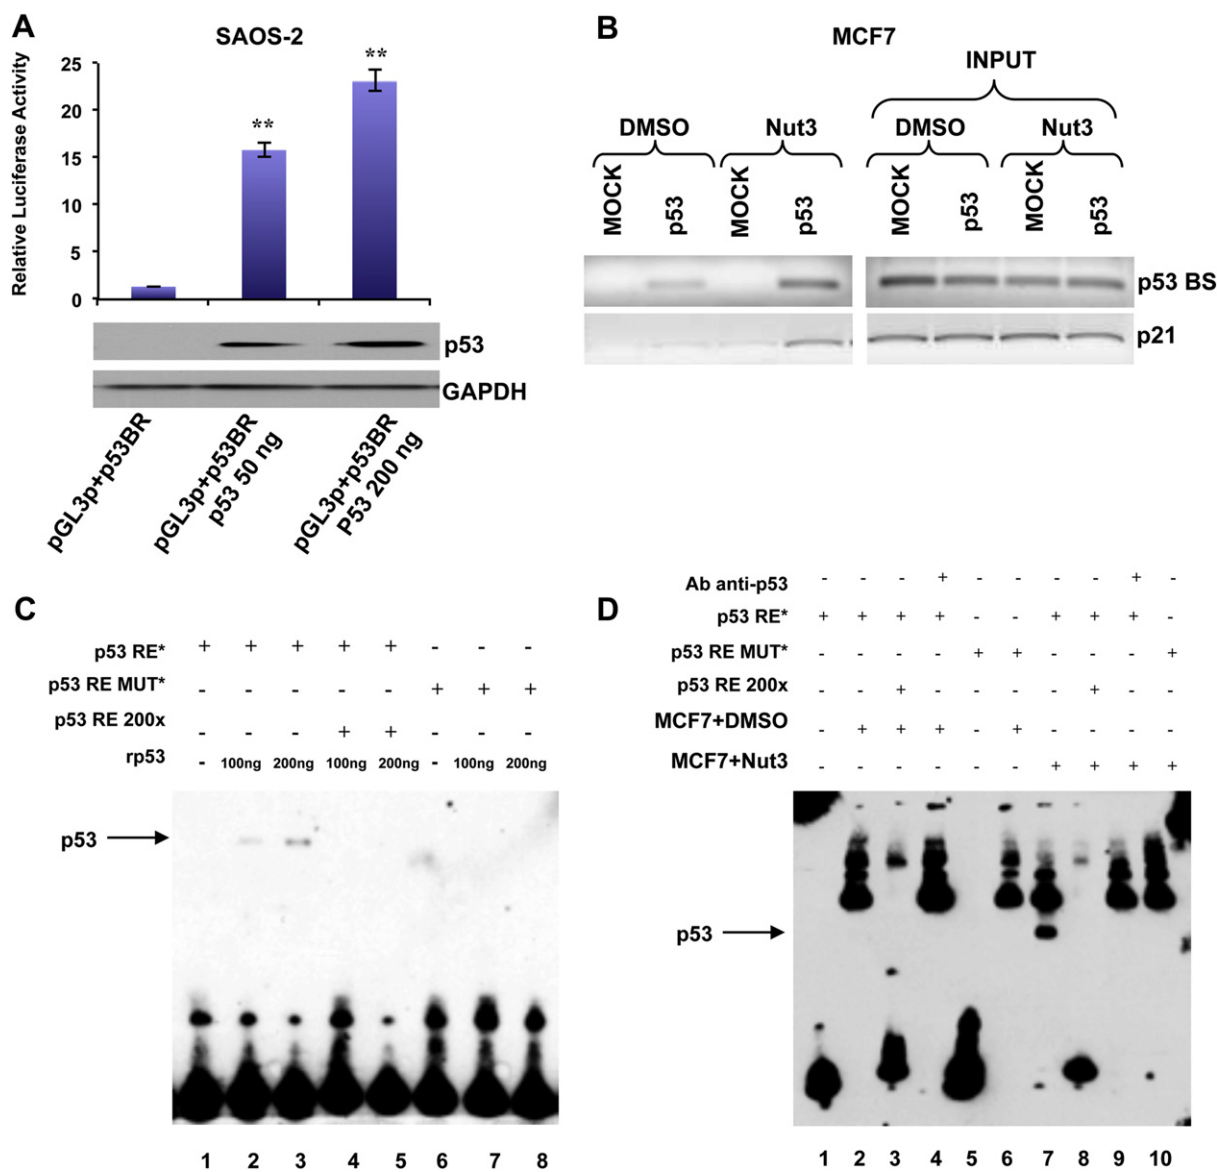 A
SAOS-2
Relative Luciferase Activity
25
20
15
10
5
0
**
**
p53
GAPDH
pGL3p+p53BR
pGL3p+p53BR
p53 50 ng
pGL3p+p53BR
P53 200 ng
B
MCF7
INPUT
DMSO Nut3 DMSO Nut3
MOCK p53 MOCK p53 MOCK p53 MOCK p53
p53 BS
p21
C
p53 RE* + + + + + - - -
p53 RE MUT* - - - - - + + +
p53 RE 200x - - - + + - - -
rp53 - 100ng 200ng 100ng 200ng - 100ng 200ng
p53
1 2 3 4 5 6 7 8
D
Ab anti-p53 - - - + - - - - + -
p53 RE* + + + + - - + + + -
p53 RE MUT* - - - - + + - - - +
p53 RE 200x - - + - - - - + - -
MCF7+DMSO - + + + - + - - - -
MCF7+Nut3 - - - - - - + + + +
p53
1 2 3 4 5 6 7 8 9 10